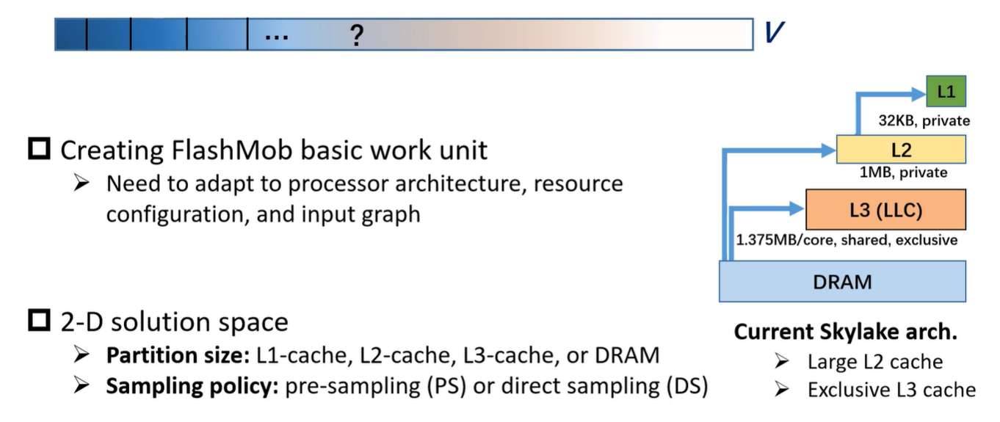 ... ? V
L1
32KB, private
L2
1MB, private
L3 (LLC)
1.375MB/core, shared, exclusive
DRAM
Creating FlashMob basic work unit
Need to adapt to processor architecture, resource
configuration, and input graph
2-D solution space
Partition size: L1-cache, L2-cache, L3-cache, or DRAM
Sampling policy: pre-sampling (PS) or direct sampling (DS)
Current Skylake arch.
Large L2 cache
Exclusive L3 cache